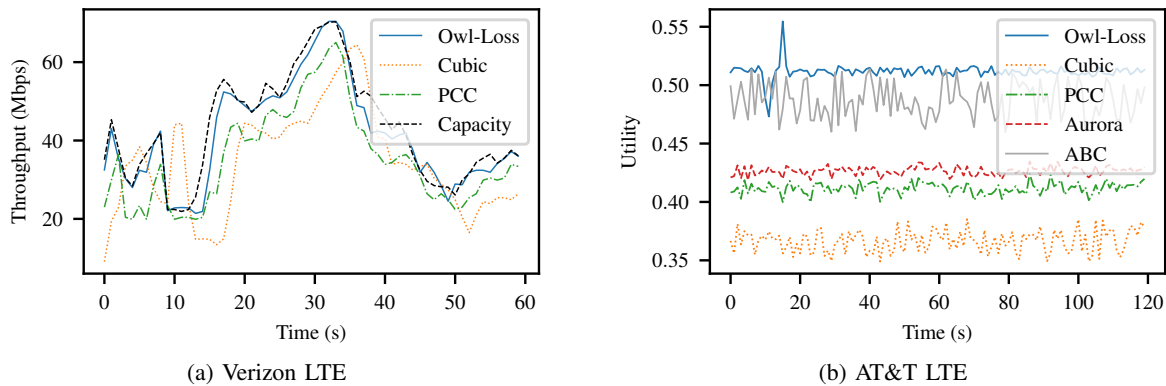 60
40
20
Throughput (Mbps)
0
10
20
30
40
50
60
Time (s)
Owl-Loss
Cubic
PCC
Capacity
(a) Verizon LTE
0.55
0.50
0.45
0.40
0.35
Utility
0
20
40
60
80
100
120
Time (s)
Owl-Loss
Cubic
PCC
Aurora
ABC
(b) AT&T LTE